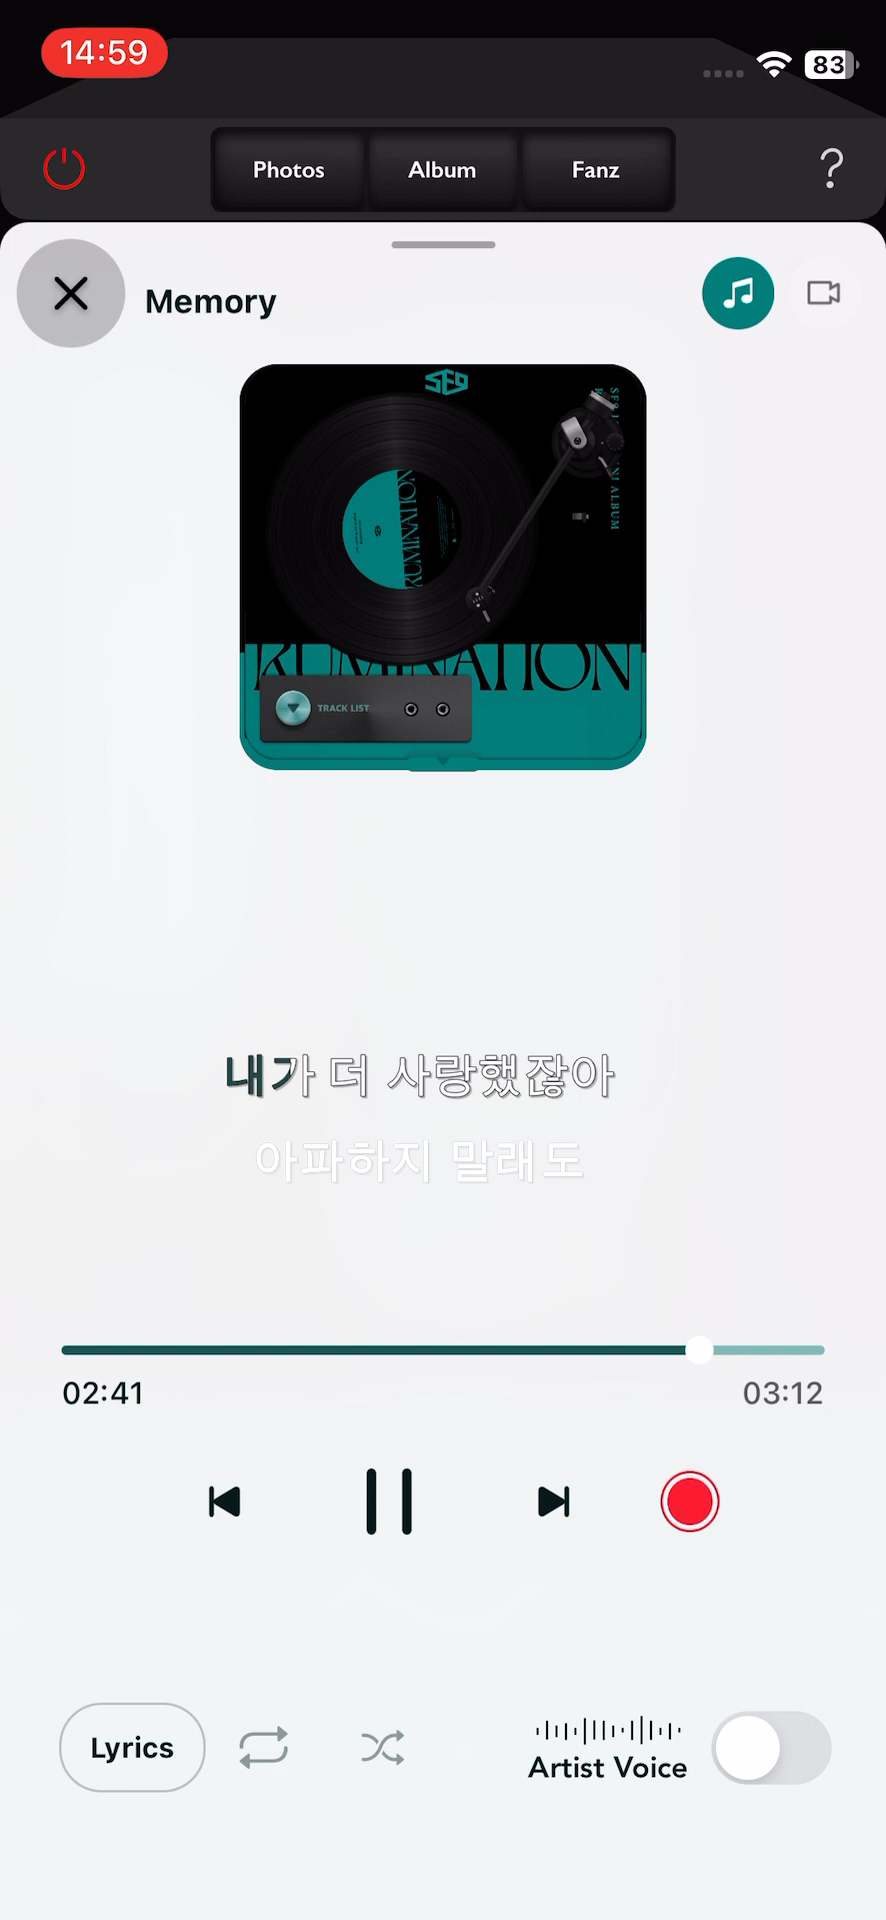 14:59
83
Photos
Album
Fanz
?
Memory
SF9
RUMINATION
RUMINATION
TRACK LIST
내가 더 사랑했잖아
아파하지 말래도
02:41
03:12
Lyrics
Artist Voice